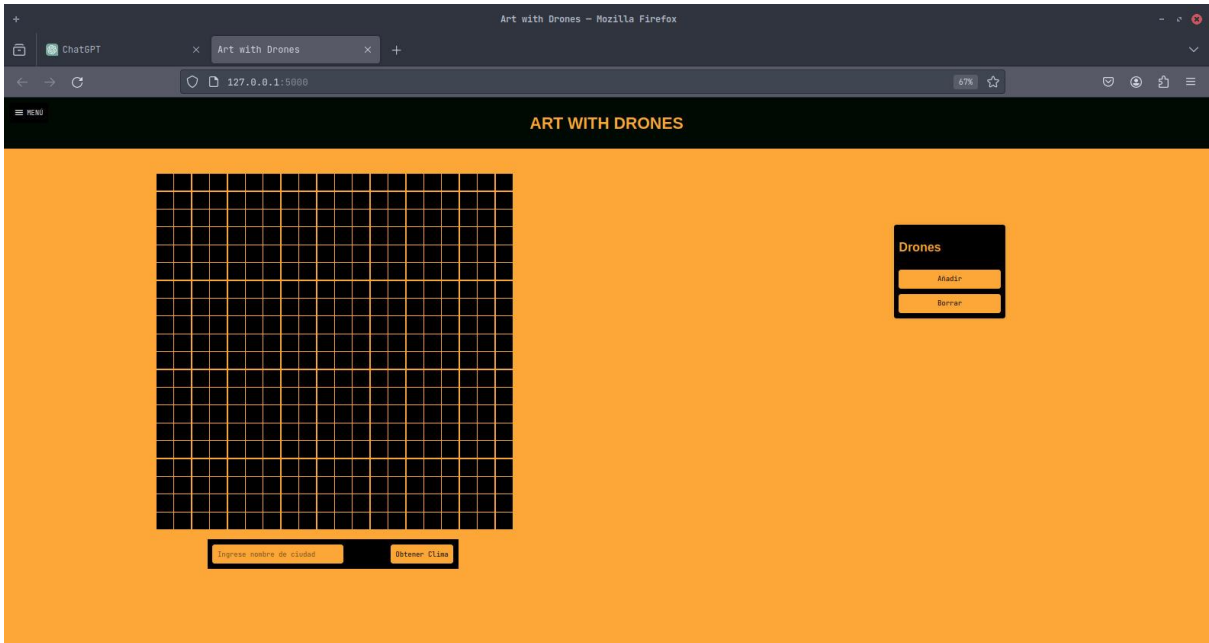 Art with Drones — Mozilla Firefox
ChatGPT
Art with Drones
127.0.0.1:5000
67%
MENÚ
ART WITH DRONES
Drones
Añadir
Borrar
Ingrese nombre de ciudad
Obtener Clima